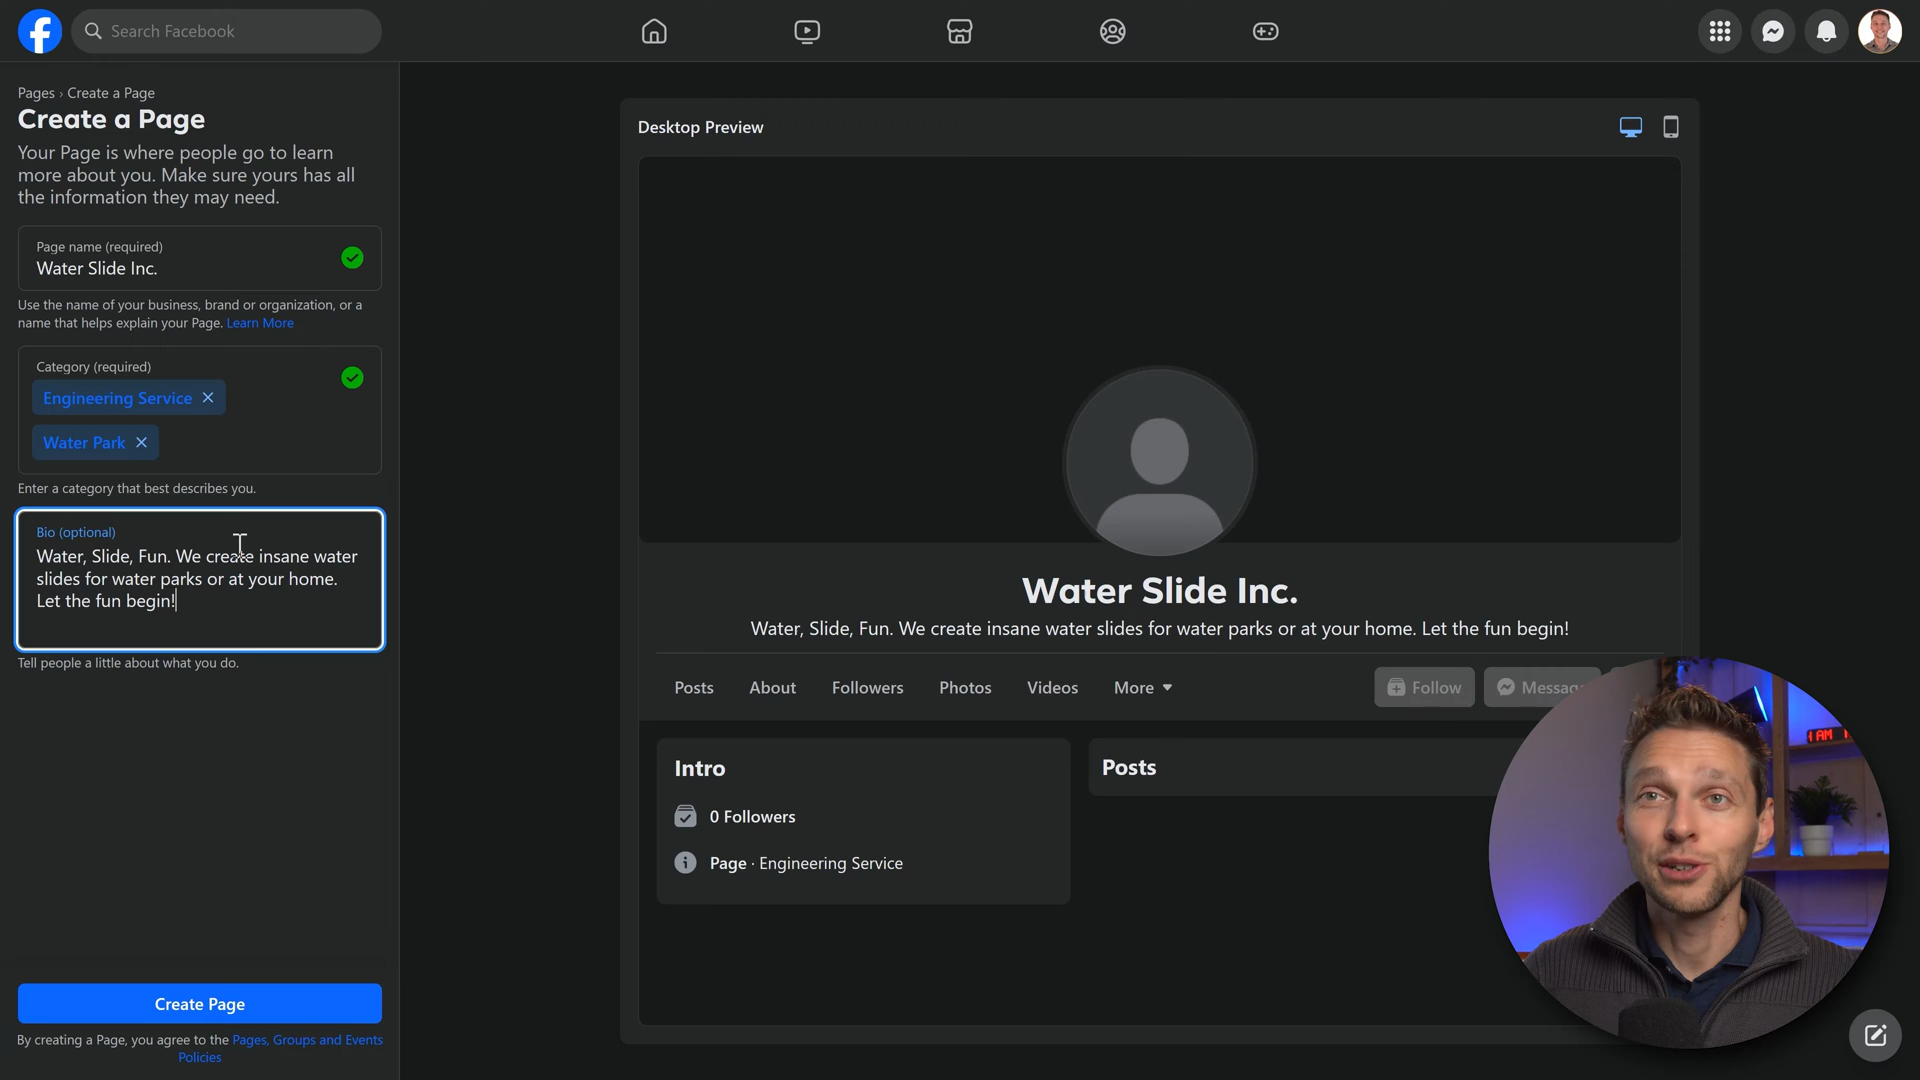 Search Facebook
Pages › Create a Page
Create a Page
Your Page is where people go to learn
more about you. Make sure yours has all
the information they may need.
Page name (required)
Water Slide Inc.
Use the name of your business, brand or organization, or a
name that helps explain your Page. Learn More
Category (required)
Engineering Service
Water Park
Enter a category that best describes you.
Bio (optional)
Water, Slide, Fun. We create insane water
slides for water parks or at your home.
Let the fun begin!
Tell people a little about what you do.
Create Page
By creating a Page, you agree to the Pages, Groups and Events
Policies
Desktop Preview
Water Slide Inc.
Water, Slide, Fun. We create insane water slides for water parks or at your home. Let the fun begin!
Posts About Followers Photos Videos More Follow
Intro
0 Followers
Page · Engineering Service
Posts